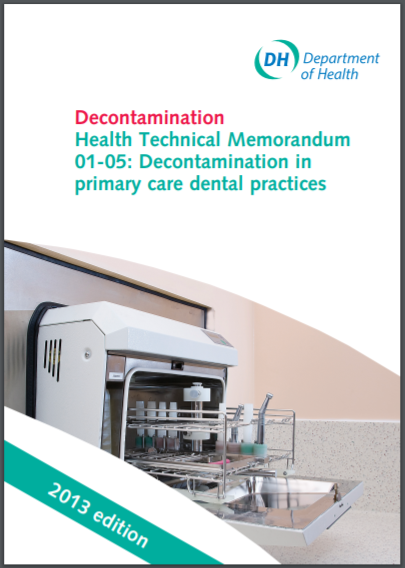 DH Department
of Health
Decontamination
Health Technical Memorandum
01-05: Decontamination in
primary care dental practices
2013 edition